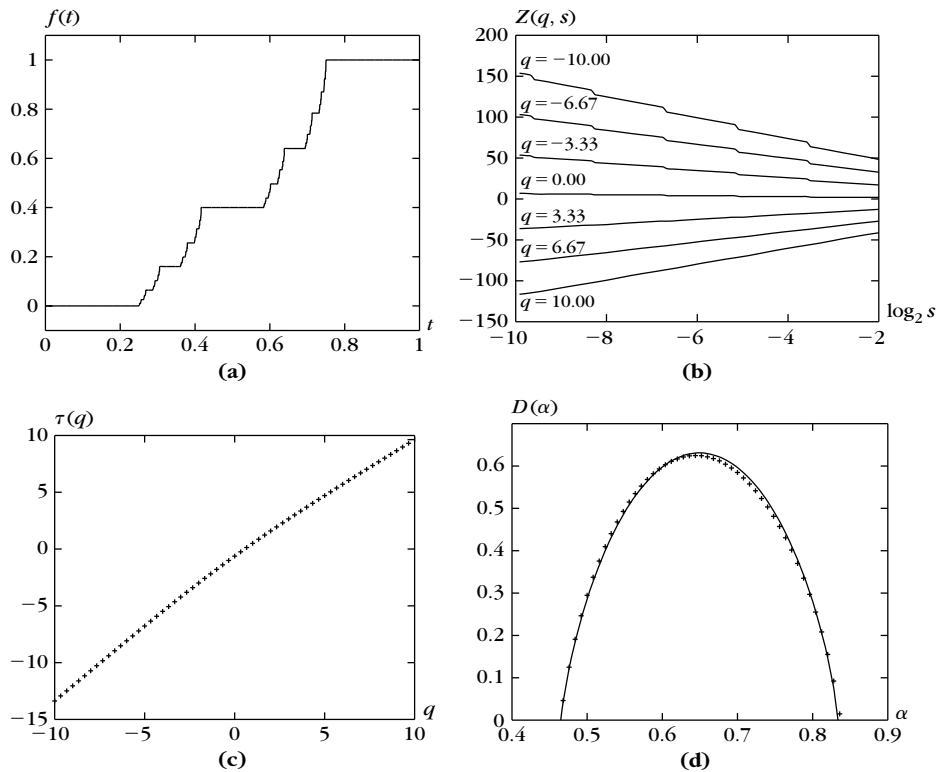 f(t)
1
0.8
0.6
0.4
0.2
0
0 0.2 0.4 0.6 0.8 1
t
(a)
Z(q, s)
200
150
100
50
0
−50
−100
−150
q = −10.00
q = −6.67
q = −3.33
q = 0.00
q = 3.33
q = 6.67
q = 10.00
−10 −8 −6 −4 −2
log₂ s
(b)
τ(q)
10
5
0
−5
−10
−15
−10 −5 0 5 10
q
(c)
D(α)
0.6
0.5
0.4
0.3
0.2
0.1
0
0.4 0.5 0.6 0.7 0.8 0.9
α
(d)